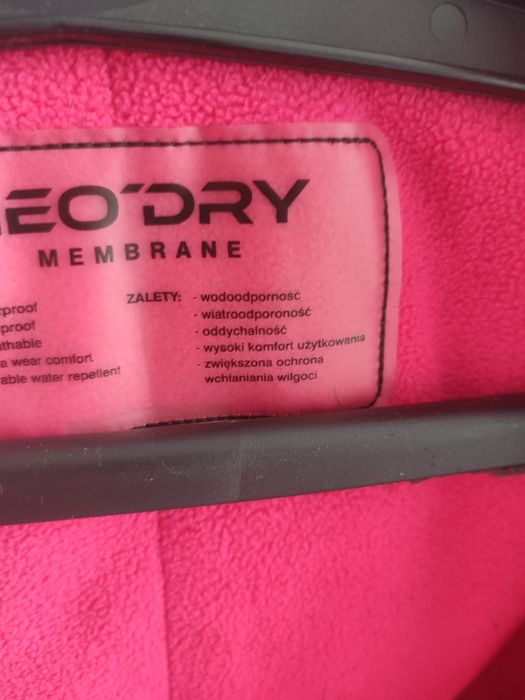 EO'DRY
MEMBRANE
rproof
proof
thable
a wear comfort
able water repellent
ZALETY: - wodoodporność
- wiatroodporoność
- oddychalność
- wysoki komfort użytkowania
- zwiększona ochrona
wchłaniania wilgoci